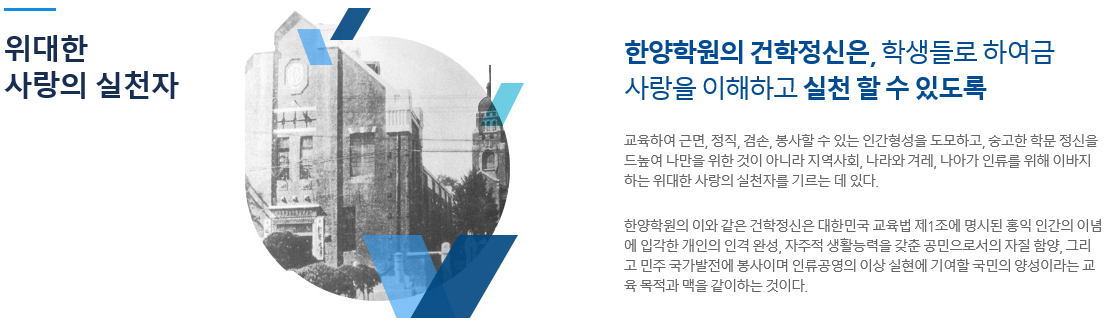 위대한
사랑의 실천자
한양학원의 건학정신은, 학생들로 하여금
사랑을 이해하고 실천 할 수 있도록
교육하여 근면, 정직, 겸손, 봉사할 수 있는 인간형성을 도모하고, 숭고한 학문 정신을
드높여 나만을 위한 것이 아니라 지역사회, 나라와 겨레, 나아가 인류를 위해 이바지
하는 위대한 사랑의 실천자를 기르는 데 있다.
한양학원의 이와 같은 건학정신은 대한민국 교육법 제1조에 명시된 홍익 인간의 이념
에 입각한 개인의 인격 완성, 자주적 생활능력을 갖춘 공민으로서의 자질 함양, 그리
고 민주 국가발전에 봉사이며 인류공영의 이상 실현에 기여할 국민의 양성이라는 교
육 목적과 맥을 같이하는 것이다.